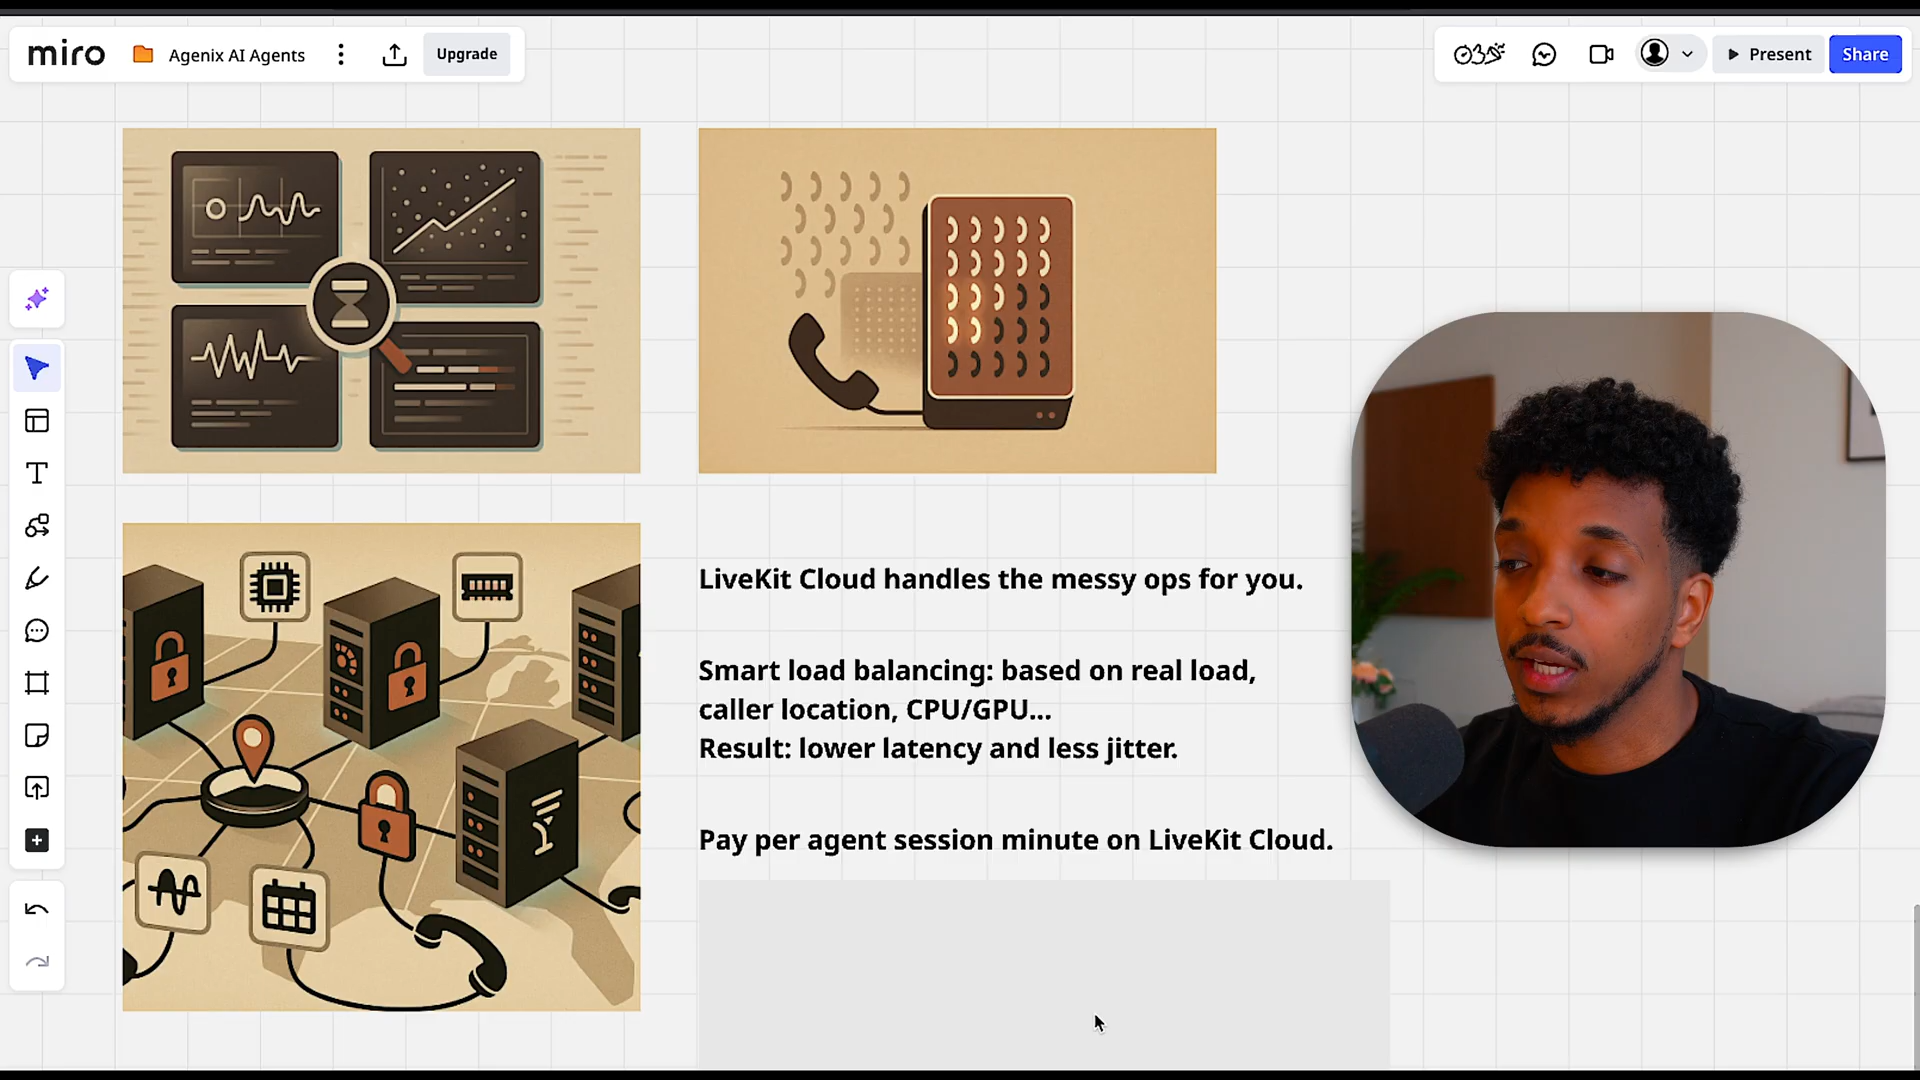 miro
Agenix AI Agents
Upgrade
Present
Share
LiveKit Cloud handles the messy ops for you.
Smart load balancing: based on real load,
caller location, CPU/GPU...
Result: lower latency and less jitter.
Pay per agent session minute on LiveKit Cloud.